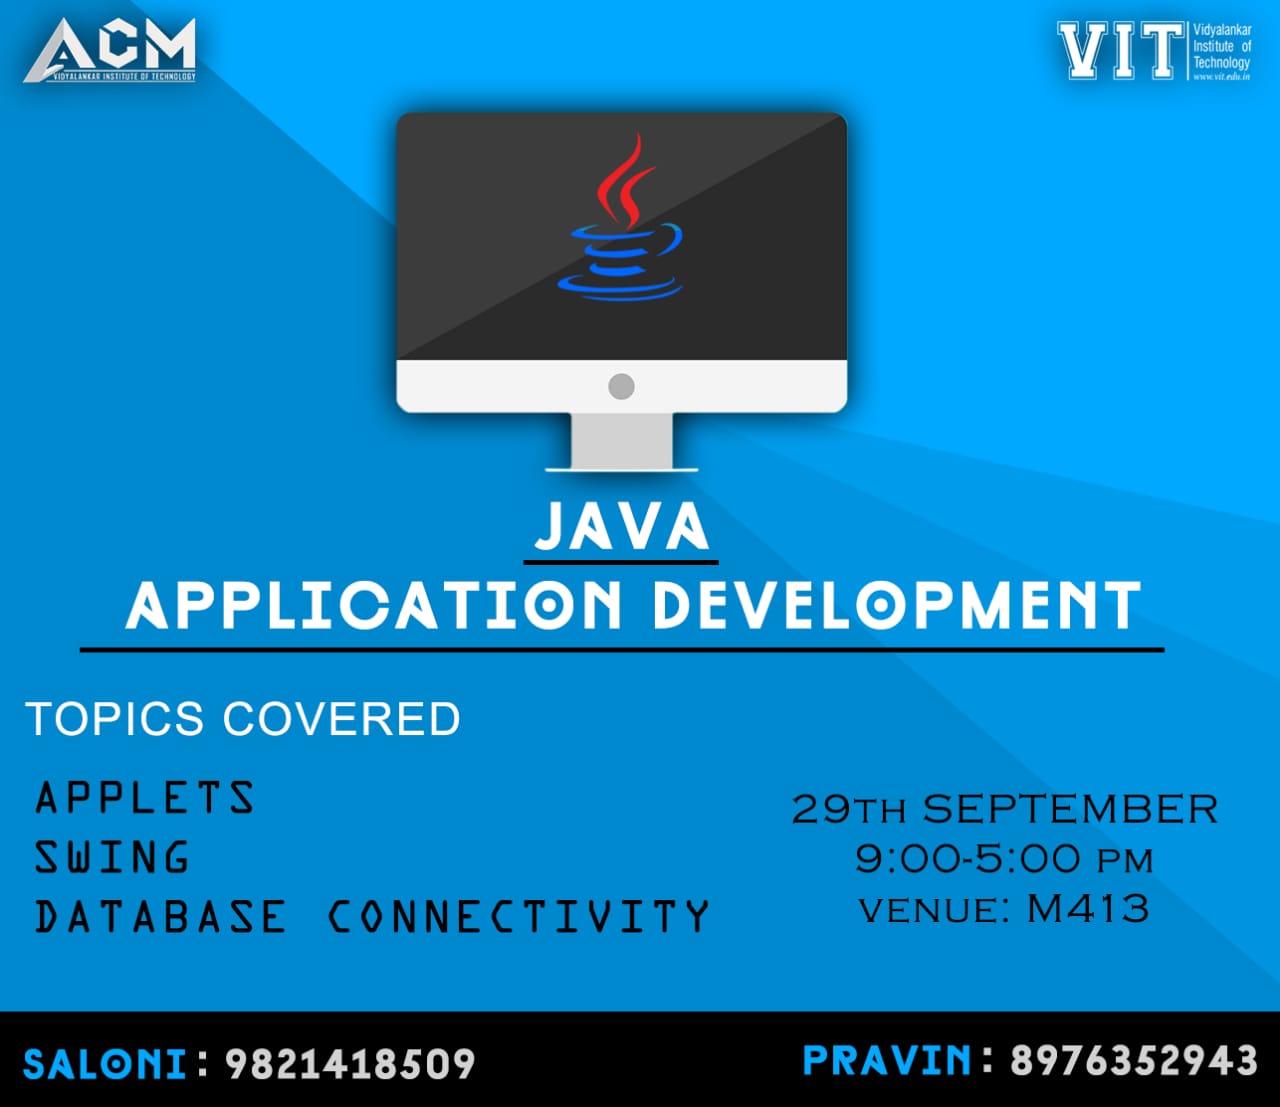 ACM
VIDYALANKAR INSTITUTE OF TECHNOLOGY
VIT
Vidyalankar
Institute of
Technology
www.vit.edu.in
JAVA
APPLICATION DEVELOPMENT
TOPICS COVERED
APPLETS
SWING
DATABASE CONNECTIVITY
29TH SEPTEMBER
9:00-5:00 PM
VENUE: M413
SALONI: 9821418509
PRAVIN: 8976352943